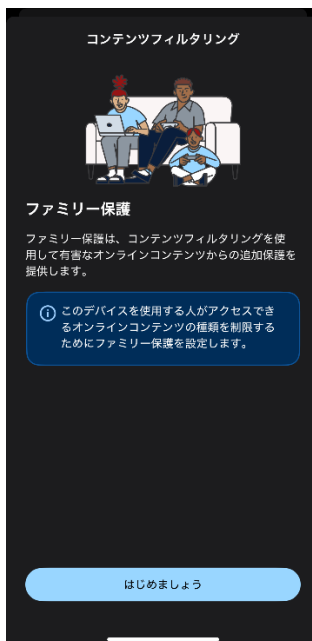 コンテンツフィルタリング
ファミリー保護
ファミリー保護は、コンテンツフィルタリングを使
用して有害なオンラインコンテンツからの追加保護を
提供します。
このデバイスを使用する人がアクセスでき
るオンラインコンテンツの種類を制限する
ためにファミリー保護を設定します。
はじめましょう